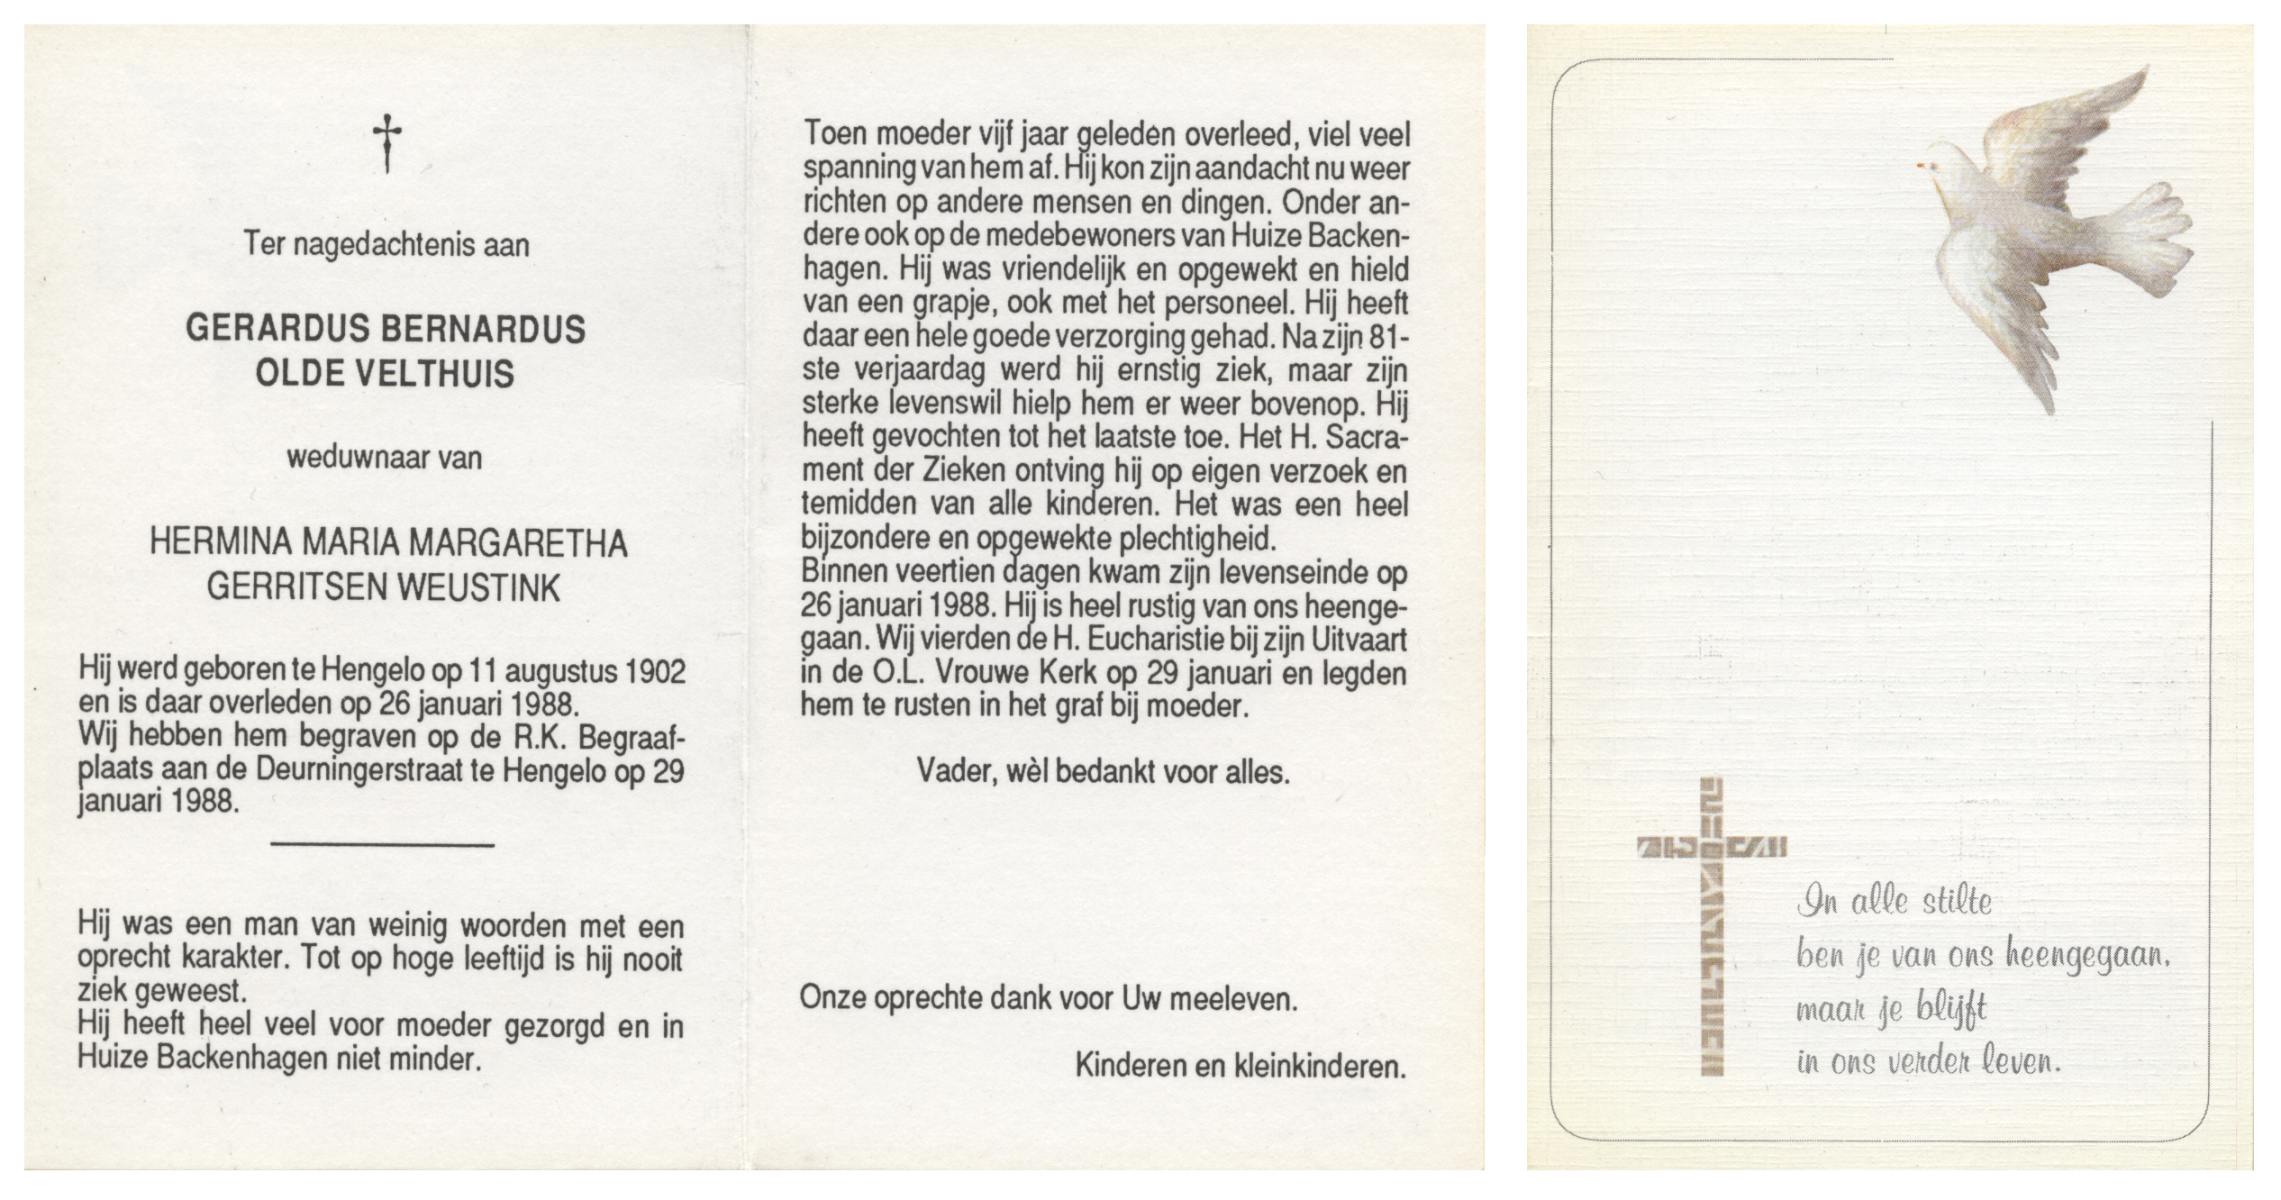 Ter nagedachtenis aan
GERARDUS BERNARDUS
OLDE VELTHUIS
weduwnaar van
HERMINA MARIA MARGARETHA
GERRITSEN WEUSTINK
Hij werd geboren te Hengelo op 11 augustus 1902
en is daar overleden op 26 januari 1988.
Wij hebben hem begraven op de R.K. Begraaf-
plaats aan de Deurningerstraat te Hengelo op 29
januari 1988.
Hij was een man van weinig woorden met een
oprecht karakter. Tot op hoge leeftijd is hij nooit
ziek geweest.
Hij heeft heel veel voor moeder gezorgd en in
Huize Backenhagen niet minder.
Toen moeder vijf jaar geleden overleed, viel veel
spanning van hem af. Hij kon zijn aandacht nu weer
richten op andere mensen en dingen. Onder an-
dere ook op de medebewoners van Huize Backen-
hagen. Hij was vriendelijk en opgewekt en hield
van een grapje, ook met het personeel. Hij heeft
daar een hele goede verzorging gehad. Na zijn 81-
ste verjaardag werd hij ernstig ziek, maar zijn
sterke levenswil hielp hem er weer bovenop. Hij
heeft gevochten tot het laatste toe. Het H. Sacra-
ment der Zieken ontving hij op eigen verzoek en
temidden van alle kinderen. Het was een heel
bijzondere en opgewekte plechtigheid.
Binnen veertien dagen kwam zijn levenseinde op
26 januari 1988. Hij is heel rustig van ons heenge-
gaan. Wij vierden de H. Eucharistie bij zijn Uitvaart
in de O.L. Vrouwe Kerk op 29 januari en legden
hem te rusten in het graf bij moeder.
Vader, wèl bedankt voor alles.
Onze oprechte dank voor Uw meeleven.
Kinderen en kleinkinderen.
In alle stilte
ben je van ons heengegaan,
maar je blijft
in ons verder leven.